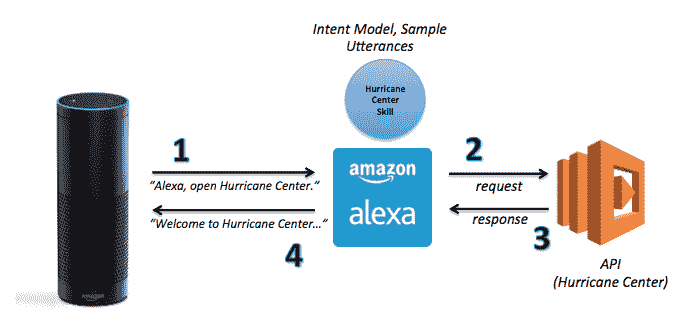 Intent Model, Sample
Utterances
Hurricane
Center
Skill
1
"Alexa, open Hurricane Center."
"Welcome to Hurricane Center..."
4
amazon
alexa
2
request
response
3
API
(Hurricane Center)
amazon